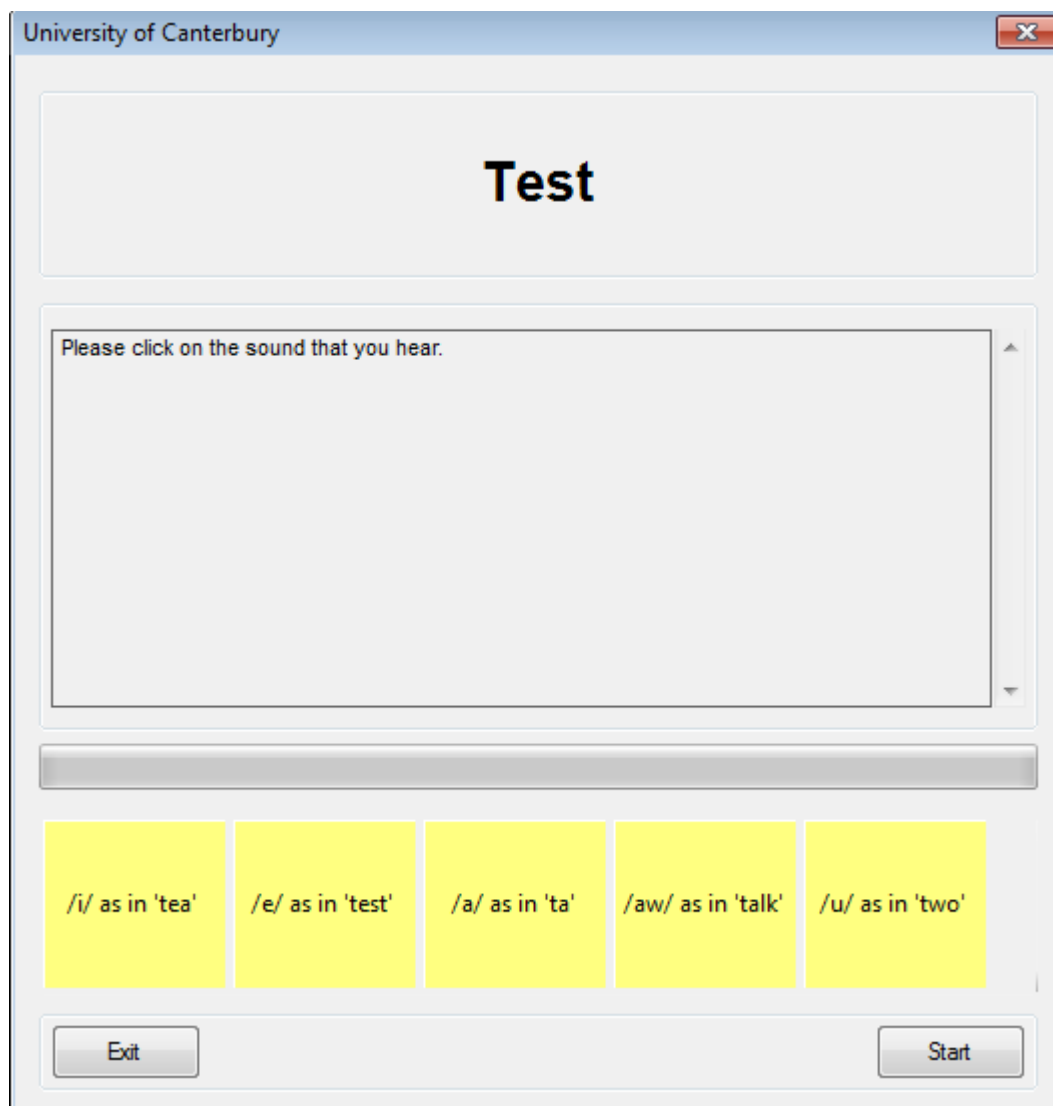 University of Canterbury
Test
Please click on the sound that you hear.
/i/ as in 'tea' /e/ as in 'test' /a/ as in 'ta' /aw/ as in 'talk' /u/ as in 'two'
Exit Start